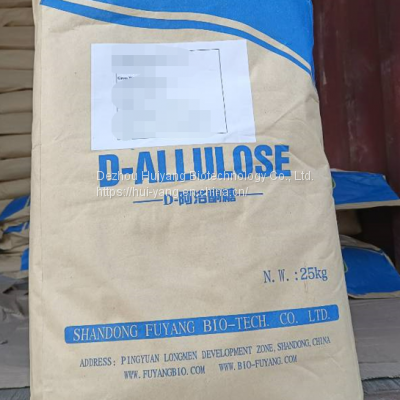 D-ALLULOSE
Dezhou Huiyang Biotechnology Co., Ltd.
https://hui-yang.en.china.cn/
D-阿洛酮糖
N.W.:25kg
SHANDONG FUYANG BIO-TECH. CO. LTD.
ADDRESS: PINGYUAN LONGMEN DEVELOPMENT ZONE, SHANDONG, CHINA
WWW.FUYANGBIO.COM WWW.BIO-FUYANG.COM